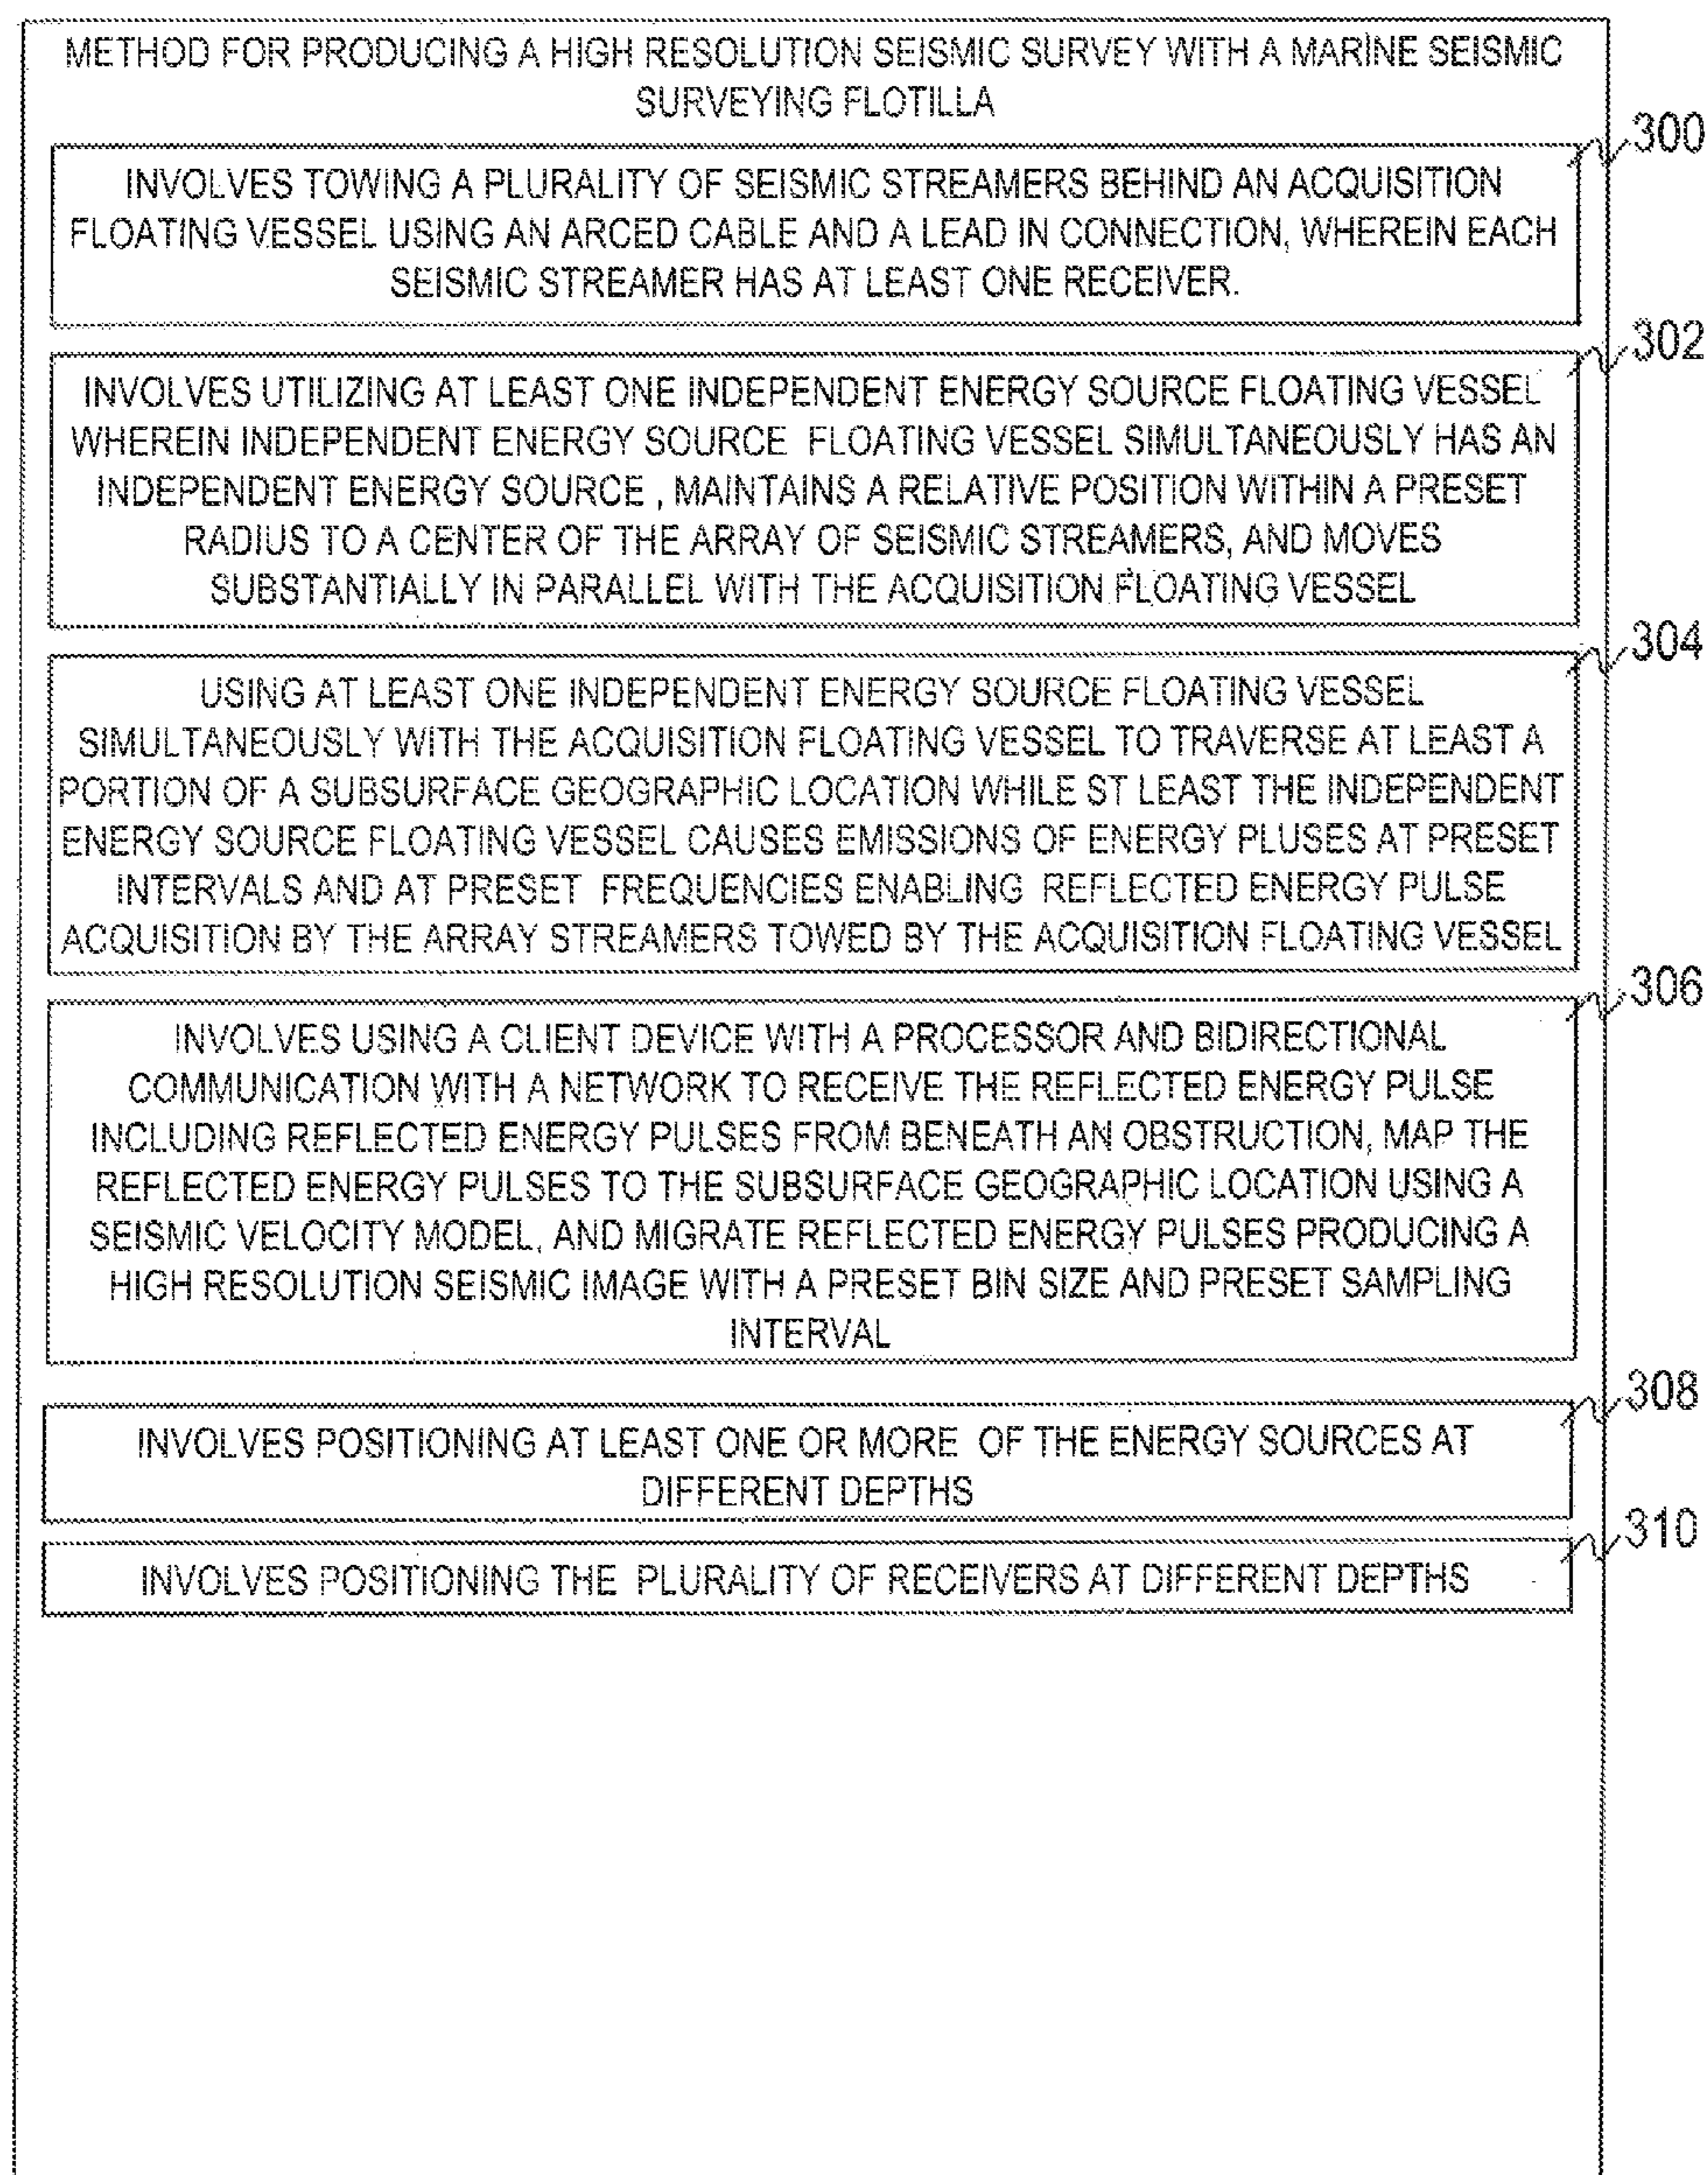 METHOD FOR PRODUCING A HIGH RESOLUTION SEISMIC SURVEY WITH A MARINE SEISMIC
SURVEYING FLOTILLA
300
INVOLVES TOWING A PLURALITY OF SEISMIC STREAMERS BEHIND AN ACQUISITION
FLOATING VESSEL USING AN ARCED CABLE AND A LEAD IN CONNECTION, WHEREIN EACH
SEISMIC STREAMER HAS AT LEAST ONE RECEIVER.
302
INVOLVES UTILIZING AT LEAST ONE INDEPENDENT ENERGY SOURCE FLOATING VESSEL
WHEREIN INDEPENDENT ENERGY SOURCE FLOATING VESSEL SIMULTANEOUSLY HAS AN
INDEPENDENT ENERGY SOURCE , MAINTAINS A RELATIVE POSITION WITHIN A PRESET
RADIUS TO A CENTER OF THE ARRAY OF SEISMIC STREAMERS, AND MOVES
SUBSTANTIALLY IN PARALLEL WITH THE ACQUISITION FLOATING VESSEL
304
USING AT LEAST ONE INDEPENDENT ENERGY SOURCE FLOATING VESSEL
SIMULTANEOUSLY WITH THE ACQUISITION FLOATING VESSEL TO TRAVERSE AT LEAST A
PORTION OF A SUBSURFACE GEOGRAPHIC LOCATION WHILE ST LEAST THE INDEPENDENT
ENERGY SOURCE FLOATING VESSEL CAUSES EMISSIONS OF ENERGY PLUSES AT PRESET
INTERVALS AND AT PRESET FREQUENCIES ENABLING REFLECTED ENERGY PULSE
ACQUISITION BY THE ARRAY STREAMERS TOWED BY THE ACQUISITION FLOATING VESSEL
306
INVOLVES USING A CLIENT DEVICE WITH A PROCESSOR AND BIDIRECTIONAL
COMMUNICATION WITH A NETWORK TO RECEIVE THE REFLECTED ENERGY PULSE
INCLUDING REFLECTED ENERGY PULSES FROM BENEATH AN OBSTRUCTION, MAP THE
REFLECTED ENERGY PULSES TO THE SUBSURFACE GEOGRAPHIC LOCATION USING A
SEISMIC VELOCITY MODEL, AND MIGRATE REFLECTED ENERGY PULSES PRODUCING A
HIGH RESOLUTION SEISMIC IMAGE WITH A PRESET BIN SIZE AND PRESET SAMPLING
INTERVAL
308
INVOLVES POSITIONING AT LEAST ONE OR MORE OF THE ENERGY SOURCES AT
DIFFERENT DEPTHS
310
INVOLVES POSITIONING THE PLURALITY OF RECEIVERS AT DIFFERENT DEPTHS